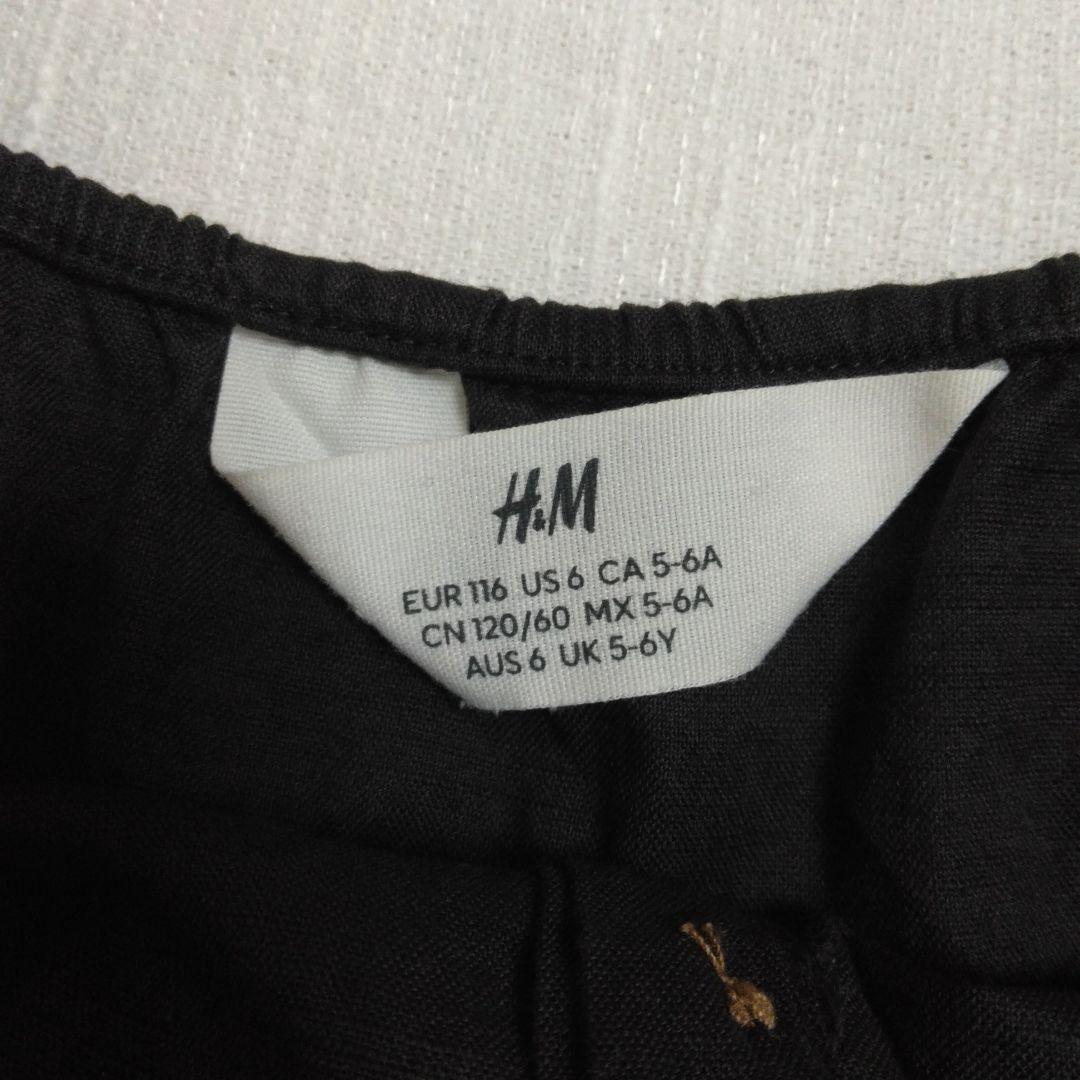 H&M
EUR 116 US 6 CA 5-6A
CN 120/60 MX 5-6A
AUS 6 UK 5-6Y